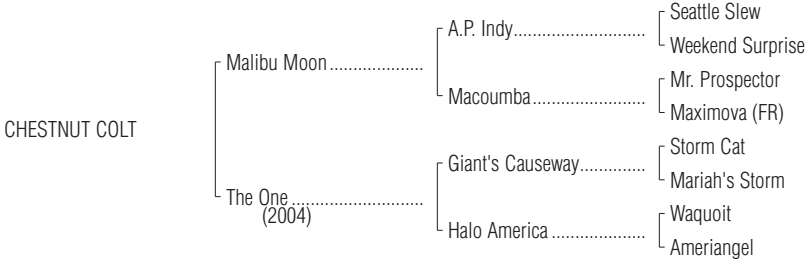 Seattle Slew
A.P. Indy..............................
Weekend Surprise
Malibu Moon.....................
Mr. Prospector
Macoumba..........................
Maximova (FR)
CHESTNUT COLT
Storm Cat
Giant's Causeway...............
Mariah's Storm
The One..............................
(2004)
Waquoit
Halo America.....................
Ameriangel